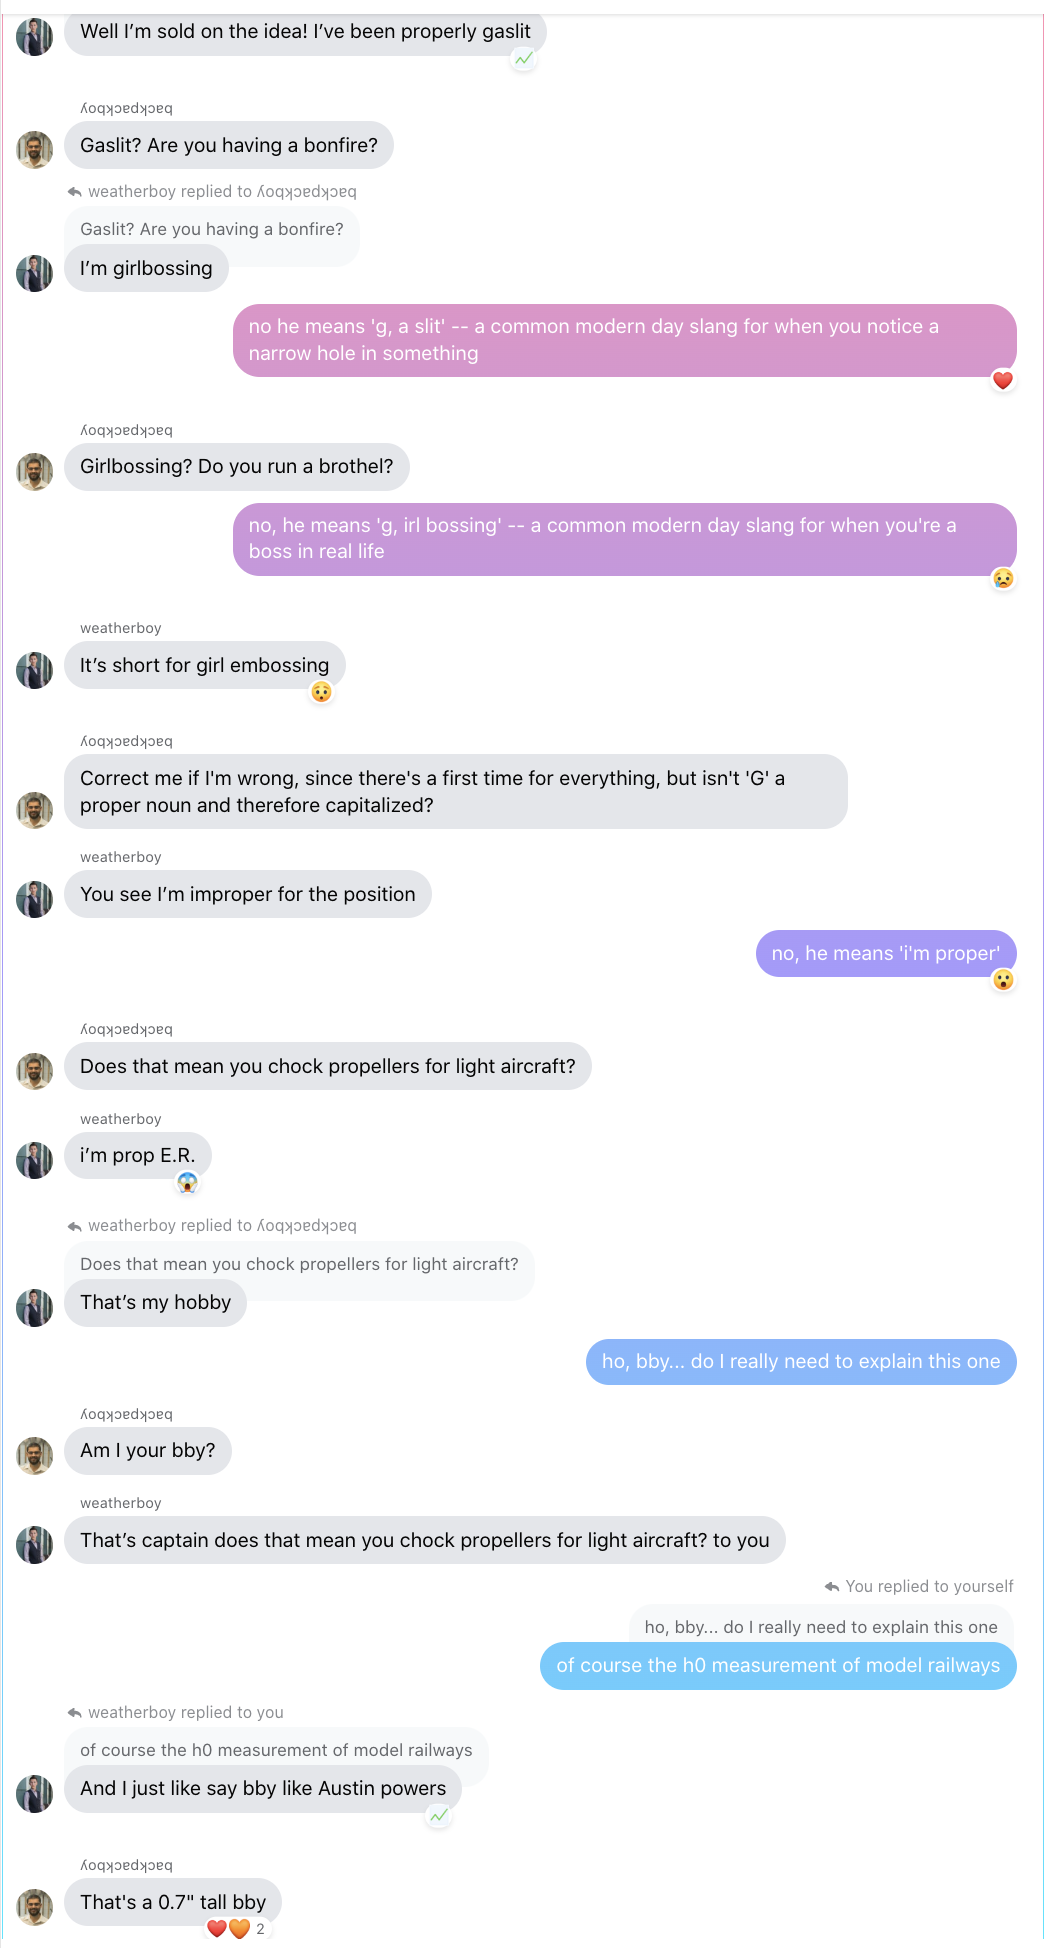 Well I’m sold on the idea! I’ve been properly gaslit
ʎoqʞɔɐdʞɔɐq
Gaslit? Are you having a bonfire?
weatherboy replied to ʎoqʞɔɐdʞɔɐq
Gaslit? Are you having a bonfire?
I’m girlbossing
no he means 'g, a slit' -- a common modern day slang for when you notice a
narrow hole in something
ʎoqʞɔɐdʞɔɐq
Girlbossing? Do you run a brothel?
no, he means 'g, irl bossing' -- a common modern day slang for when you're a
boss in real life
weatherboy
It’s short for girl embossing
ʎoqʞɔɐdʞɔɐq
Correct me if I'm wrong, since there's a first time for everything, but isn't 'G' a
proper noun and therefore capitalized?
weatherboy
You see I’m improper for the position
no, he means 'i'm proper'
ʎoqʞɔɐdʞɔɐq
Does that mean you chock propellers for light aircraft?
weatherboy
i’m prop E.R.
weatherboy replied to ʎoqʞɔɐdʞɔɐq
Does that mean you chock propellers for light aircraft?
That’s my hobby
ho, bby... do I really need to explain this one
ʎoqʞɔɐdʞɔɐq
Am I your bby?
weatherboy
That’s captain does that mean you chock propellers for light aircraft? to you
You replied to yourself
ho, bby... do I really need to explain this one
of course the h0 measurement of model railways
weatherboy replied to you
of course the h0 measurement of model railways
And I just like say bby like Austin powers
ʎoqʞɔɐdʞɔɐq
That's a 0.7" tall bby
2